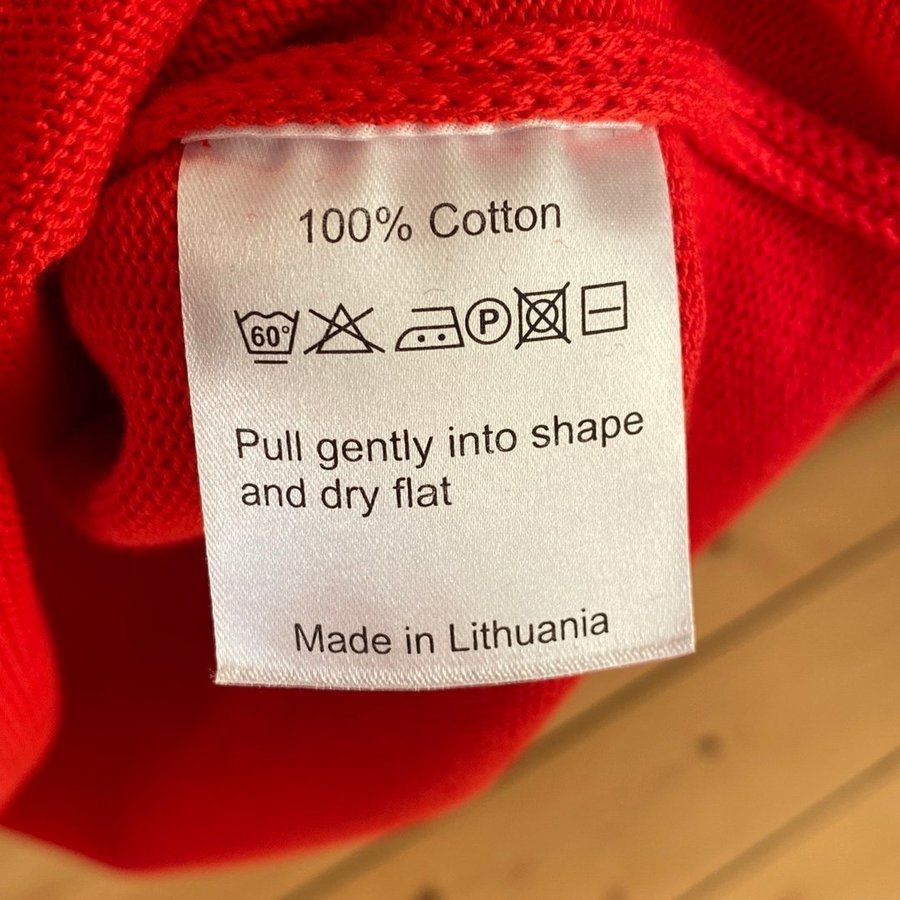 100% Cotton
60° P
Pull gently into shape
and dry flat
Made in Lithuania